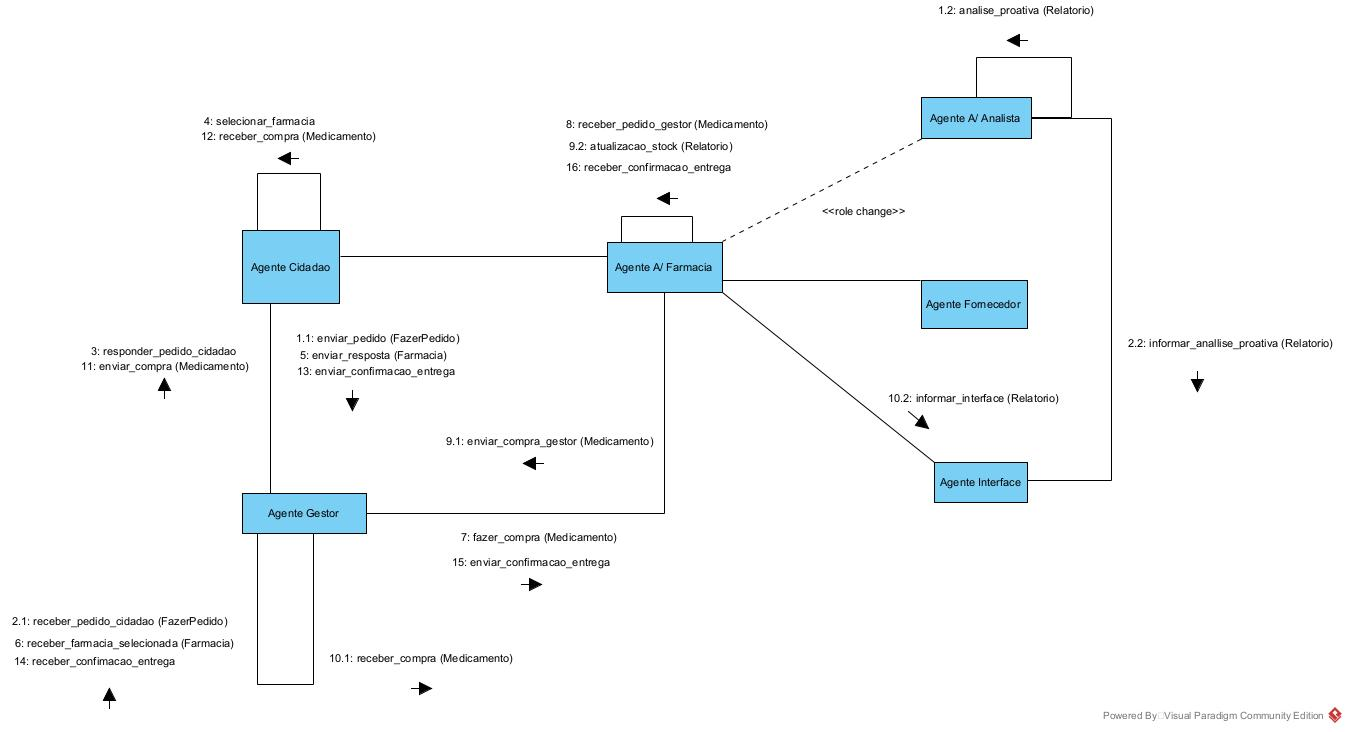 1.2: analise_proativa (Relatorio)
Agente A/ Analista
4: selecionar_farmacia
12: receber_compra (Medicamento)
8: receber_pedido_gestor (Medicamento)
9.2: atualizacao_stock (Relatorio)
16: receber_confirmacao_entrega
<<role change>>
Agente Cidadao
Agente A/ Farmacia
Agente Fornecedor
1.1: enviar_pedido (FazerPedido)
5: enviar_resposta (Farmacia)
13: enviar_confirmacao_entrega
3: responder_pedido_cidadao
11: enviar_compra (Medicamento)
2.2: informar_anallise_proativa (Relatorio)
10.2: informar_interface (Relatorio)
9.1: enviar_compra_gestor (Medicamento)
Agente Interface
Agente Gestor
7: fazer_compra (Medicamento)
15: enviar_confirmacao_entrega
2.1: receber_pedido_cidadao (FazerPedido)
6: receber_farmacia_selecionada (Farmacia)
14: receber_confimacao_entrega
10.1: receber_compra (Medicamento)
Powered By Visual Paradigm Community Edition